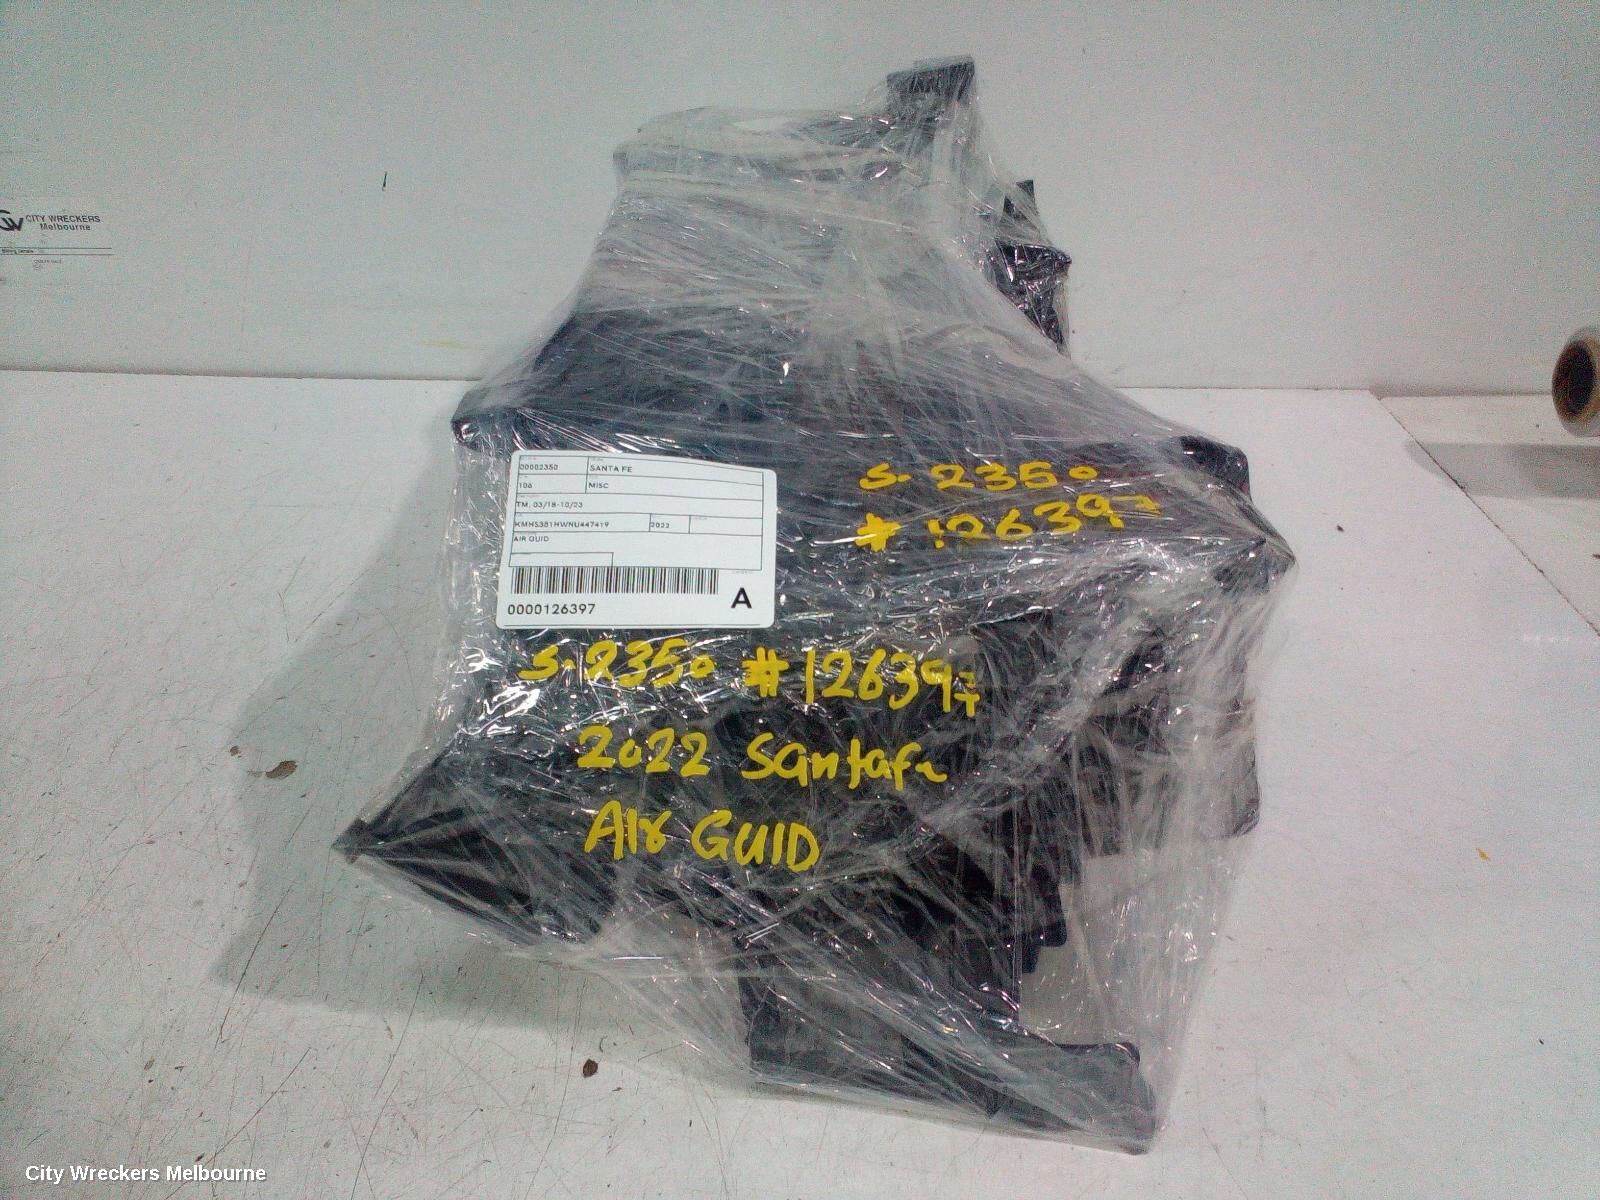 CITY WRECKERS
Melbourne
00002350 SANTA FE
106 MISC
TM, 03/18-10/23
KMHS381HWNU447419 2022
AIR GUID
0000126397 A
S-2350
# 126397
S-2350 # 126397
2022 Santafe
AIR GUID
City Wreckers Melbourne